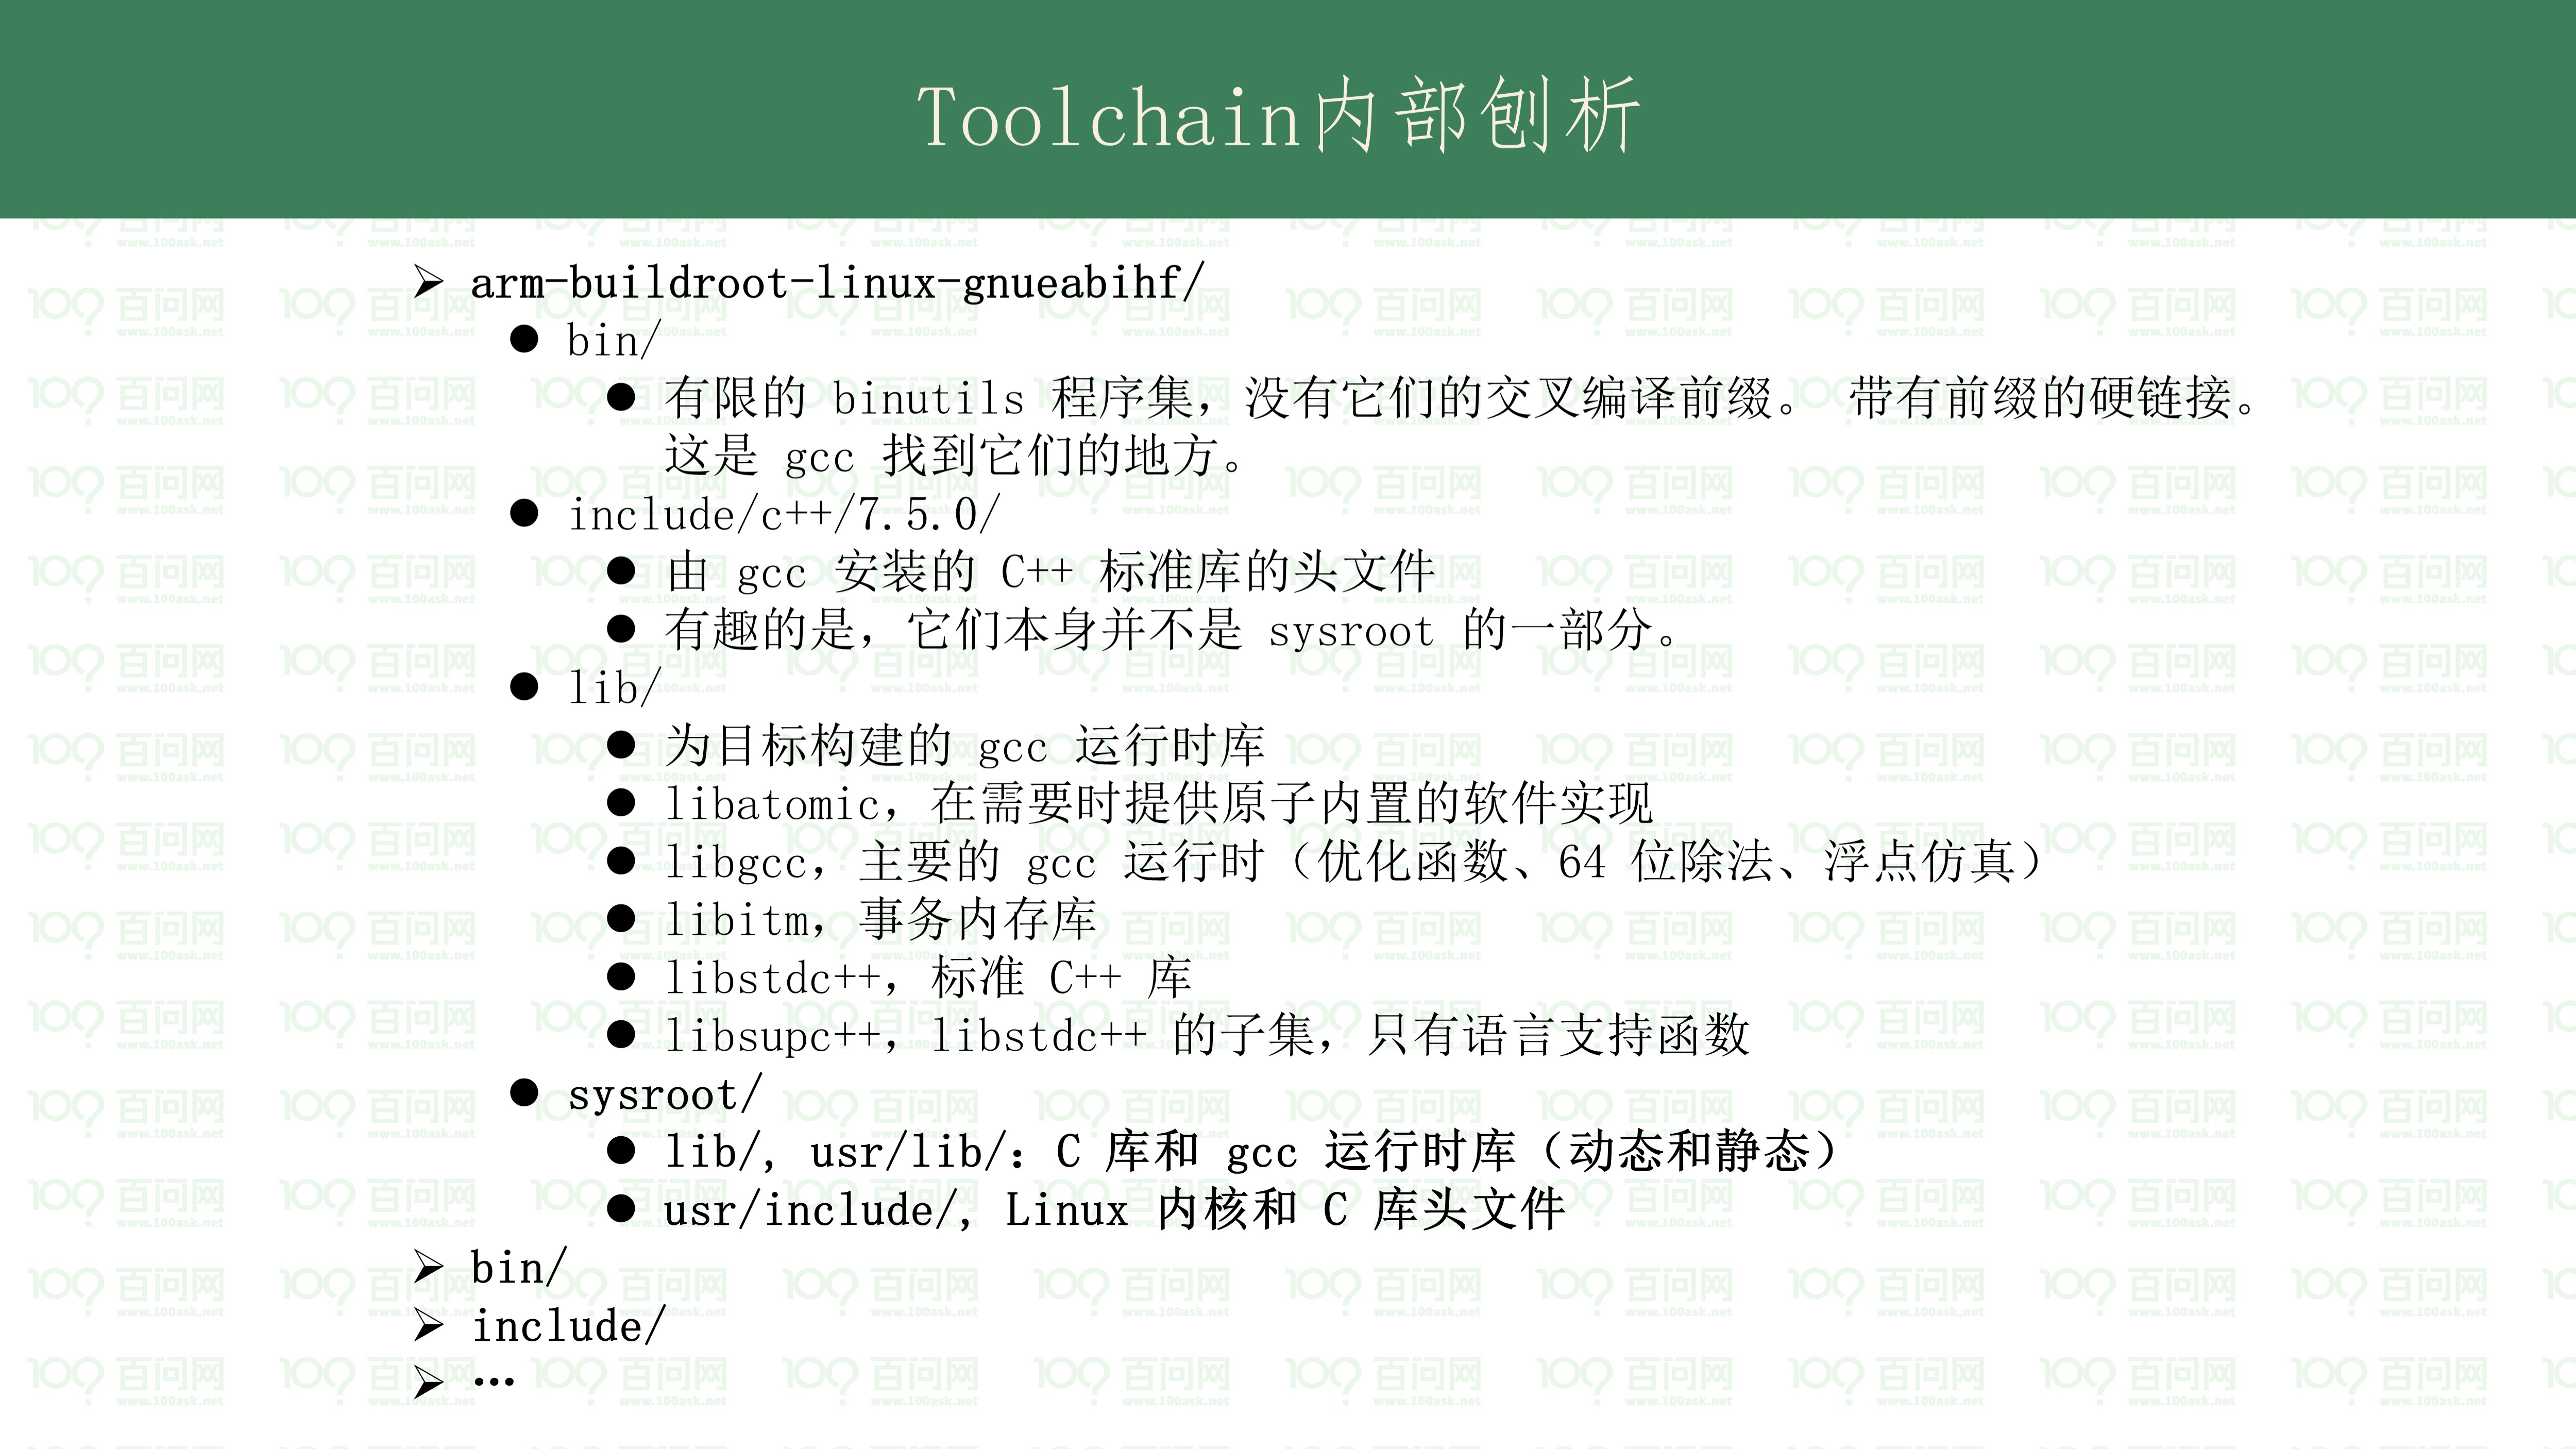 Toolchain内部刨析
arm-buildroot-linux-gnueabihf/
bin/
有限的 binutils 程序集，没有它们的交叉编译前缀。 带有前缀的硬链接。
这是 gcc 找到它们的地方。
include/c++/7.5.0/
由 gcc 安装的 C++ 标准库的头文件
有趣的是，它们本身并不是 sysroot 的一部分。
lib/
为目标构建的 gcc 运行时库
libatomic，在需要时提供原子内置的软件实现
libgcc，主要的 gcc 运行时（优化函数、64 位除法、浮点仿真）
libitm，事务内存库
libstdc++，标准 C++ 库
libsupc++，libstdc++ 的子集，只有语言支持函数
sysroot/
lib/, usr/lib/：C 库和 gcc 运行时库（动态和静态）
usr/include/, Linux 内核和 C 库头文件
bin/
include/
…
100 百问网
www.100ask.net